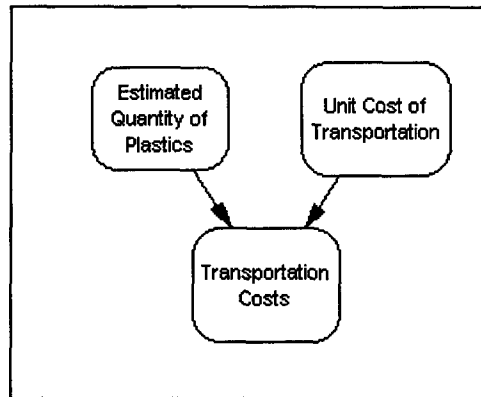 Estimated
Quantity of
Plastics
Unit Cost of
Transportation
Transportation
Costs